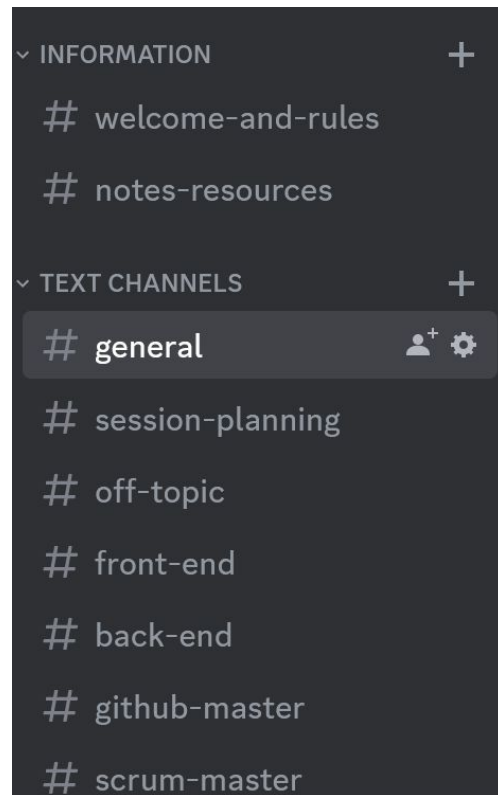 INFORMATION
# welcome-and-rules
# notes-resources
TEXT CHANNELS
# general
# session-planning
# off-topic
# front-end
# back-end
# github-master
# scrum-master